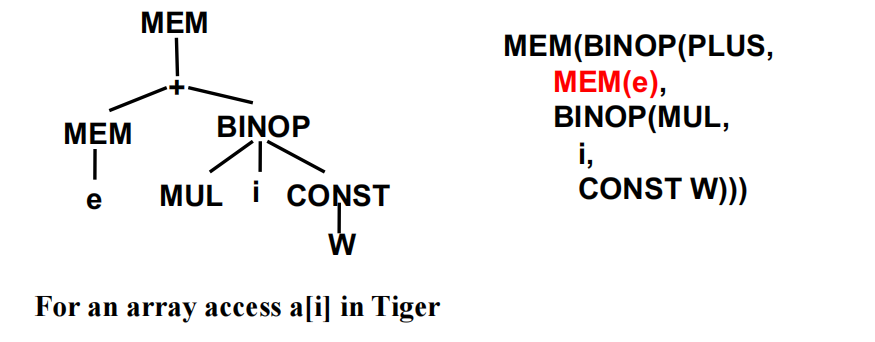 MEM
+
MEM BINOP
e MUL i CONST
W
MEM(BINOP(PLUS,
MEM(e),
BINOP(MUL,
i,
CONST W)))
For an array access a[i] in Tiger